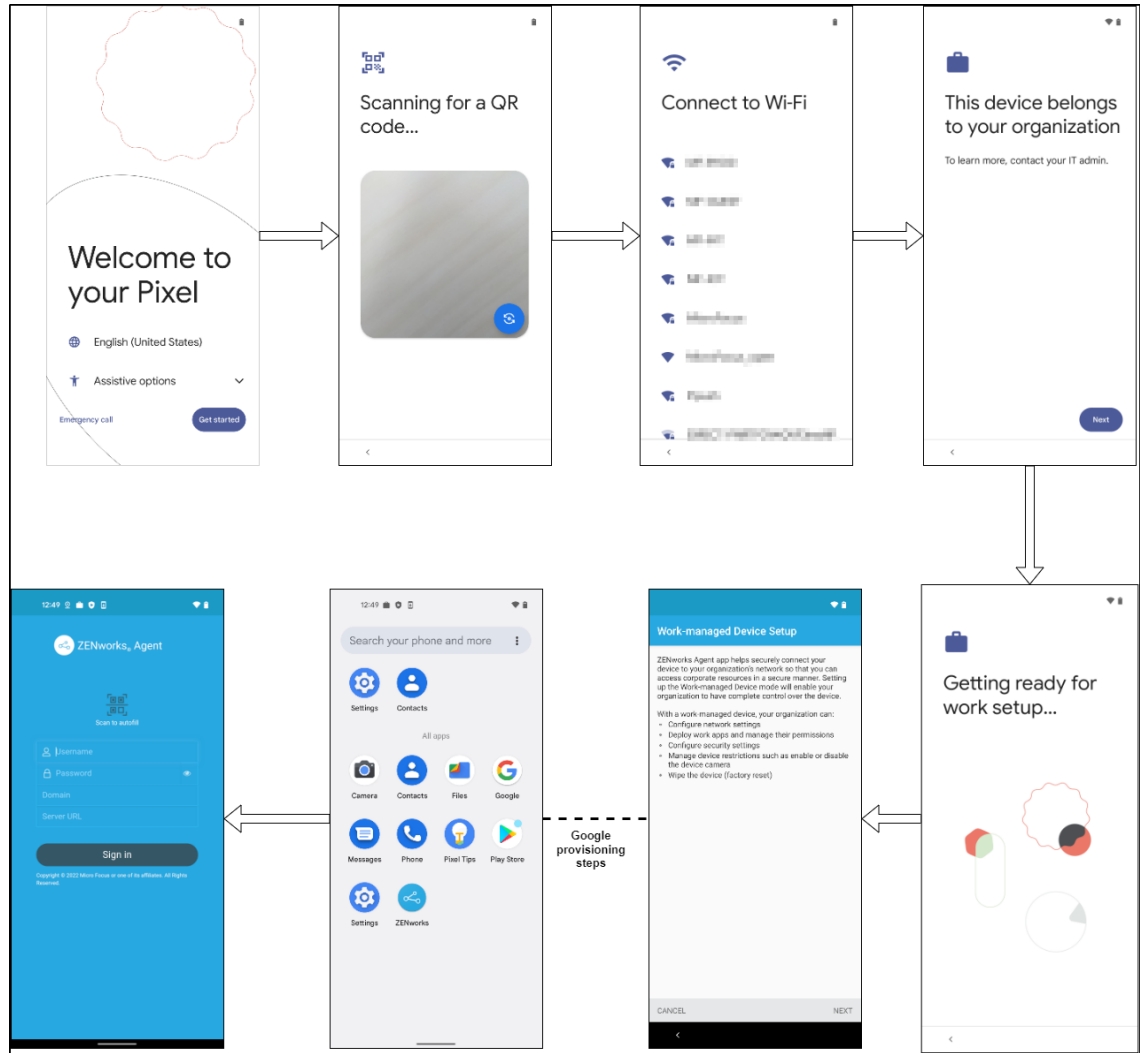 Welcome to
your Pixel
English (United States)
Assistive options
Emergency call
Get started
Scanning for a QR
code...
Connect to Wi-Fi
This device belongs
to your organization
To learn more, contact your IT admin.
Next
12:49
ZENworks® Agent
Scan to autofill
Username
Password
Domain
Server URL
Sign in
Copyright © 2022 Micro Focus or one of its affiliates. All Rights
Reserved.
12:49
Search your phone and more
Settings
Contacts
All apps
Camera
Contacts
Files
Google
Messages
Phone
Pixel Tips
Play Store
Settings
ZENworks
Google
provisioning
steps
Work-managed Device Setup
ZENworks Agent app helps securely connect your
device to your organization's network so that you can
access corporate resources in a secure manner. Setting
up the Work-managed Device mode will enable your
organization to have complete control over the device.
With a work-managed device, your organization can:
Configure network settings
Deploy work apps and manage their permissions
Configure security settings
Manage device restrictions such as enable or disable
the device camera
Wipe the device (factory reset)
CANCEL
NEXT
Getting ready for
work setup...